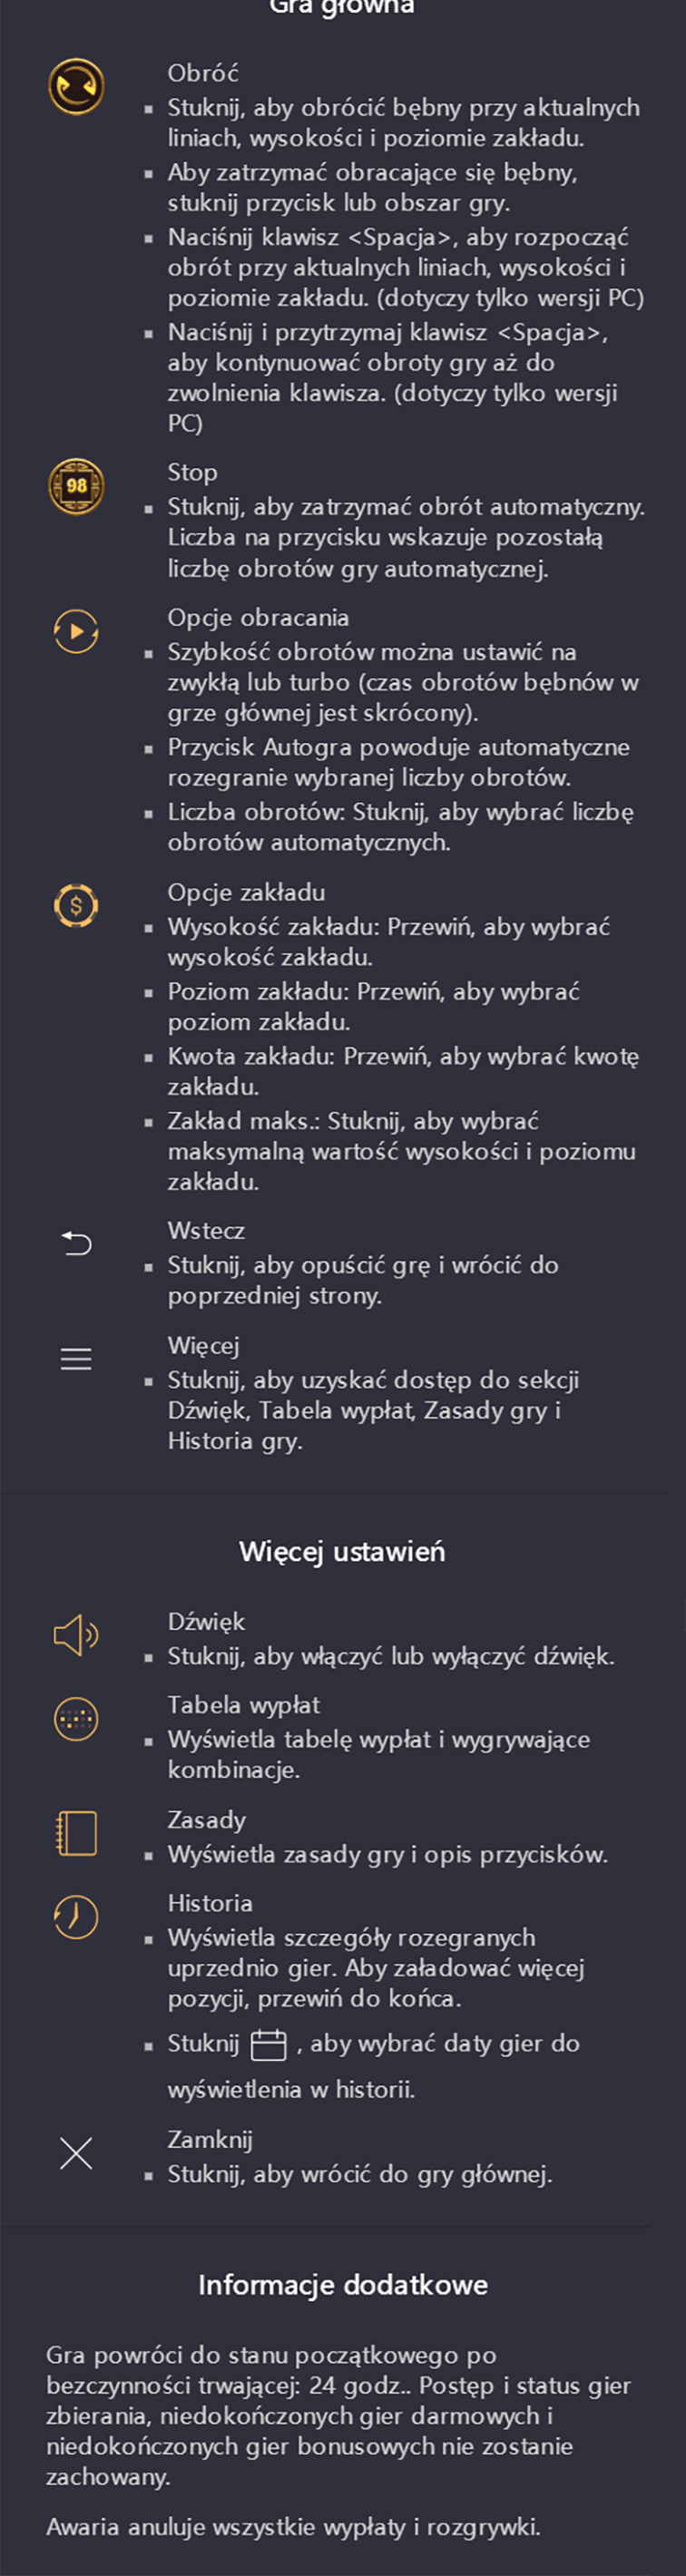 Gra główna
Obróć
Stuknij, aby obrócić bębny przy aktualnych
liniach, wysokości i poziomie zakładu.
Aby zatrzymać obracające się bębny,
stuknij przycisk lub obszar gry.
Naciśnij klawisz <Spacja>, aby rozpocząć
obrót przy aktualnych liniach, wysokości i
poziomie zakładu. (dotyczy tylko wersji PC)
Naciśnij i przytrzymaj klawisz <Spacja>,
aby kontynuować obroty gry aż do
zwolnienia klawisza. (dotyczy tylko wersji
PC)
98
Stop
Stuknij, aby zatrzymać obrót automatyczny.
Liczba na przycisku wskazuje pozostałą
liczbę obrotów gry automatycznej.
Opcje obracania
Szybkość obrotów można ustawić na
zwykłą lub turbo (czas obrotów bębnów w
grze głównej jest skrócony).
Przycisk Autogra powoduje automatyczne
rozegranie wybranej liczby obrotów.
Liczba obrotów: Stuknij, aby wybrać liczbę
obrotów automatycznych.
$
Opcje zakładu
Wysokość zakładu: Przewiń, aby wybrać
wysokość zakładu.
Poziom zakładu: Przewiń, aby wybrać
poziom zakładu.
Kwota zakładu: Przewiń, aby wybrać kwotę
zakładu.
Zakład maks.: Stuknij, aby wybrać
maksymalną wartość wysokości i poziomu
zakładu.
Wstecz
Stuknij, aby opuścić grę i wrócić do
poprzedniej strony.
Więcej
Stuknij, aby uzyskać dostęp do sekcji
Dźwięk, Tabela wypłat, Zasady gry i
Historia gry.
Więcej ustawień
Dźwięk
Stuknij, aby włączyć lub wyłączyć dźwięk.
Tabela wypłat
Wyświetla tabelę wypłat i wygrywające
kombinacje.
Zasady
Wyświetla zasady gry i opis przycisków.
Historia
Wyświetla szczegóły rozegranych
uprzednio gier. Aby załadować więcej
pozycji, przewiń do końca.
Stuknij , aby wybrać daty gier do
wyświetlenia w historii.
Zamknij
Stuknij, aby wrócić do gry głównej.
Informacje dodatkowe
Gra powróci do stanu początkowego po
bezczynności trwającej: 24 godz.. Postęp i status gier
zbierania, niedokończonych gier darmowych i
niedokończonych gier bonusowych nie zostanie
zachowany.
Awaria anuluje wszystkie wypłaty i rozgrywki.